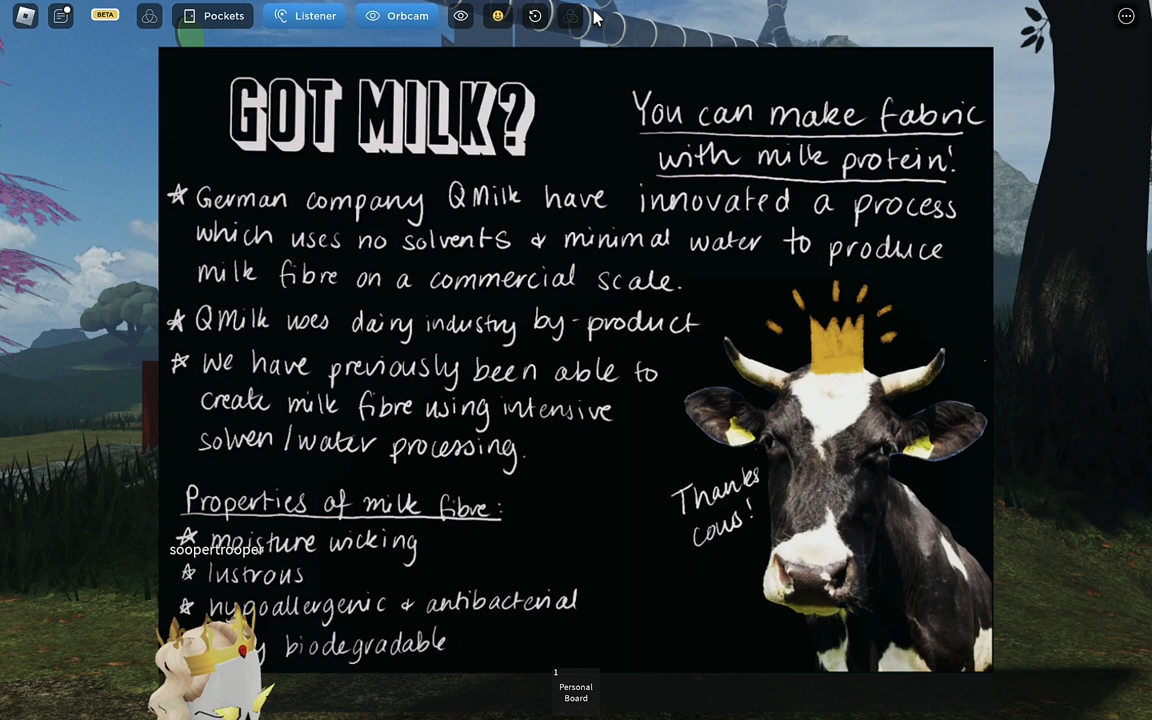 BETA
Pockets
Listener
Orbcam
GOT MILK?
You can make fabric
with milk protein!
☆ German company QMilk have innovated a process
which uses no solvents & minimal water to produce
milk fibre on a commercial scale.
☆ QMilk uses dairy industry by-product
☆ We have previously been able to
create milk fibre using intensive
solven/water processing.
Thanks
cows!
Properties of milk fibre:
☆ moisture wicking
soopertrooper
☆ lustrous
☆ hypoallergenic & antibacterial
biodegradable
1
Personal
Board